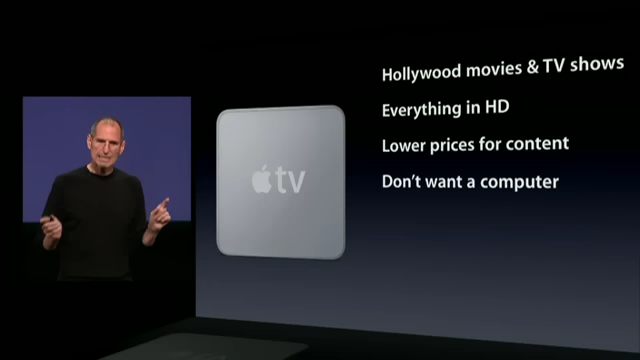 Hollywood movies & TV shows
Everything in HD
Lower prices for content
Don't want a computer
tv